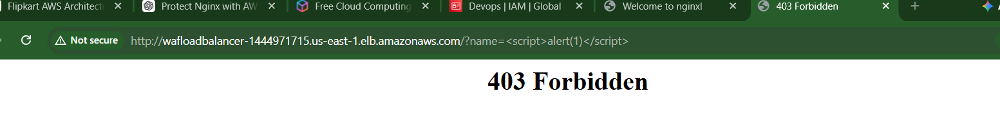 Flipkart AWS Architect Protect Nginx with AW Free Cloud Computing Devops | IAM | Global Welcome to nginx! 403 Forbidden
Not secure http://wafloadbalancer-1444971715.us-east-1.elb.amazonaws.com/?name=<script>alert(1)</script>
403 Forbidden